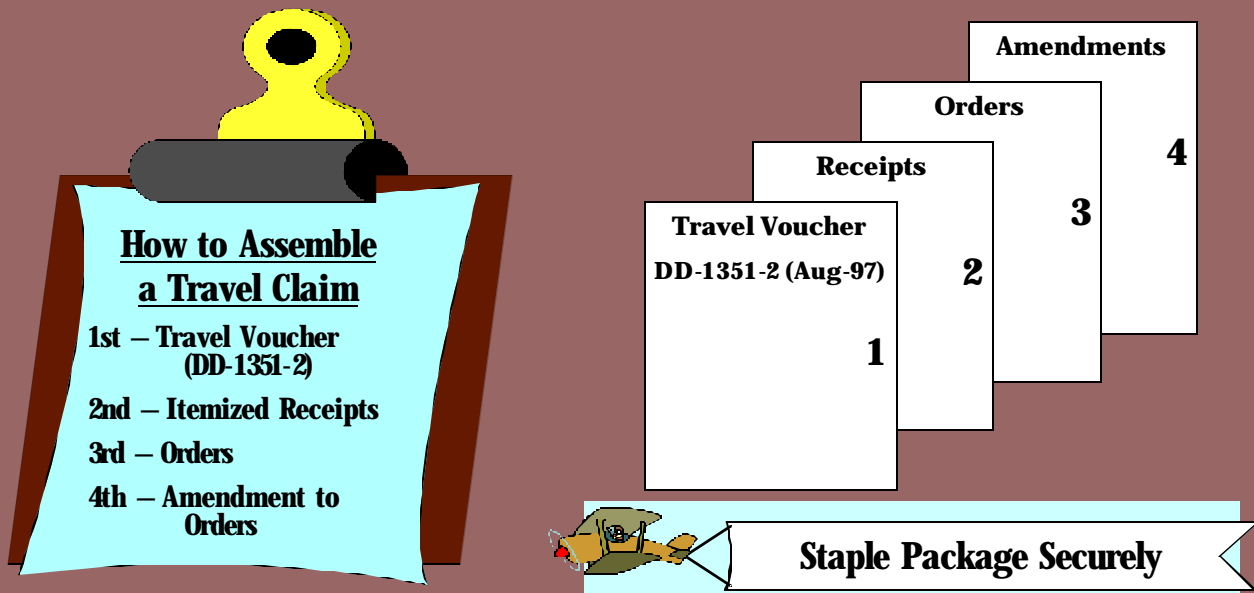 How to Assemble
a Travel Claim
1st – Travel Voucher
(DD-1351-2)
2nd – Itemized Receipts
3rd – Orders
4th – Amendment to
Orders
Amendments
4
Orders
3
Receipts
2
Travel Voucher
DD-1351-2 (Aug-97)
1
Staple Package Securely